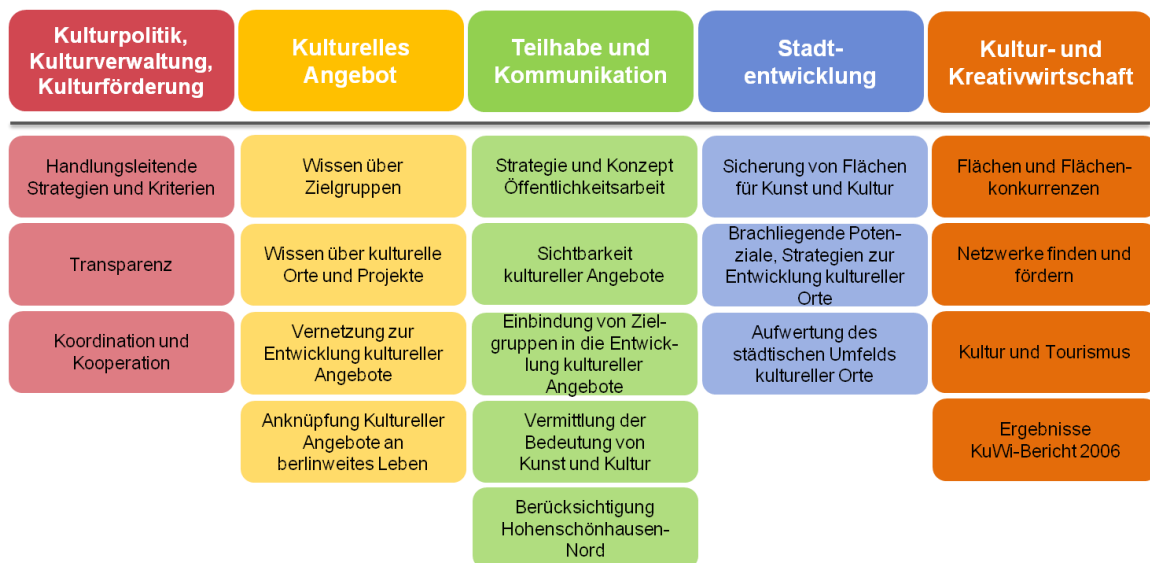 Kulturpolitik,
Kulturverwaltung,
Kulturförderung
Kulturelles
Angebot
Teilhabe und
Kommunikation
Stadt-
entwicklung
Kultur- und
Kreativwirtschaft
Handlungsleitende
Strategien und Kriterien
Transparenz
Koordination und
Kooperation
Wissen über
Zielgruppen
Wissen über kulturelle
Orte und Projekte
Vernetzung zur
Entwicklung kultureller
Angebote
Anknüpfung Kultureller
Angebote an
berlinweites Leben
Strategie und Konzept
Öffentlichkeitsarbeit
Sichtbarkeit
kultureller Angebote
Einbindung von Ziel-
gruppen in die Entwick-
lung kultureller
Angebote
Vermittlung der
Bedeutung von
Kunst und Kultur
Berücksichtigung
Hohenschönhausen-
Nord
Sicherung von Flächen
für Kunst und Kultur
Brachliegende Poten-
ziale, Strategien zur
Entwicklung kultureller
Orte
Aufwertung des
städtischen Umfelds
kultureller Orte
Flächen und Flächen-
konkurrenzen
Netzwerke finden und
fördern
Kultur und Tourismus
Ergebnisse
KuWi-Bericht 2006